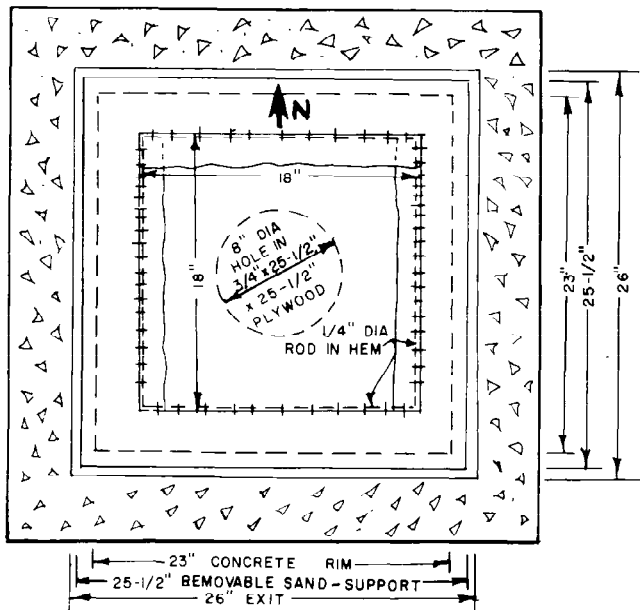 N
18"
18"
8" DIA
HOLE IN
3/4" x 25-1/2"
x 25-1/2"
PLYWOOD
1/4" DIA
ROD IN HEM
23"
25-1/2"
26"
23" CONCRETE RIM
25-1/2" REMOVABLE SAND-SUPPORT
26" EXIT